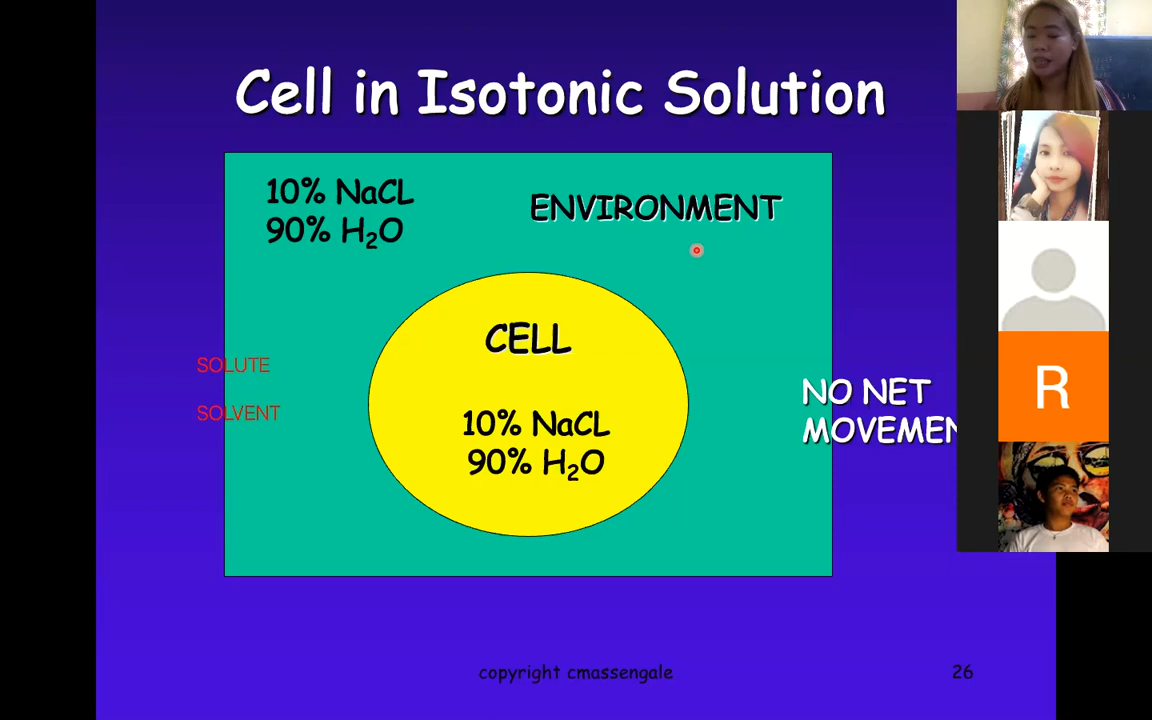 Cell in Isotonic Solution
10% NaCL
90% H₂O
ENVIRONMENT
CELL
10% NaCL
90% H₂O
SOLUTE
SOLVENT
NO NET
MOVEMEN
R
copyright cmassengale
26